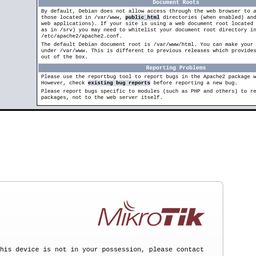 Document Roots
By default, Debian does not allow access through the web browser to a
those located in /var/www, public_html directories (when enabled) and
web applications). If your site is using a web document root located
as in /srv) you may need to whitelist your document root directory in
/etc/apache2/apache2.conf.
The default Debian document root is /var/www/html. You can make your
under /var/www. This is different to previous releases which provides
out of the box.
Reporting Problems
Please use the reportbug tool to report bugs in the Apache2 package w
However, check existing bug reports before reporting a new bug.
Please report bugs specific to modules (such as PHP and others) to re
packages, not to the web server itself.
MikroTik
his device is not in your possession, please contact